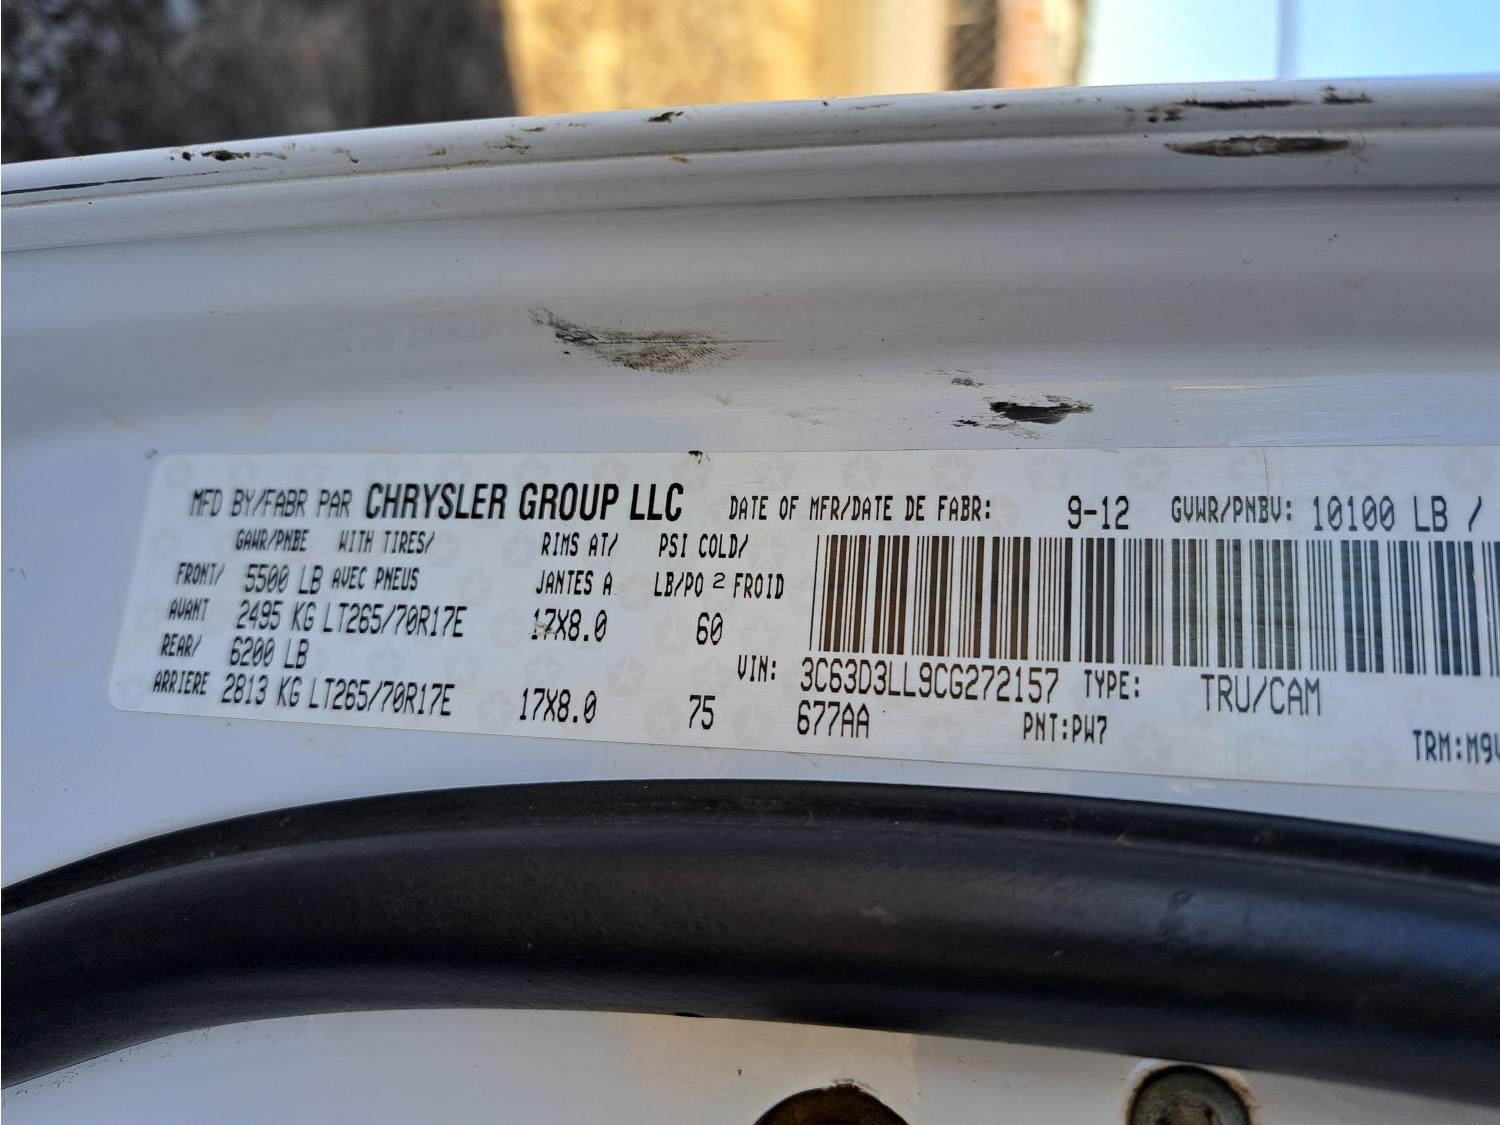 MFD BY/FABR PAR CHRYSLER GROUP LLC DATE OF MFR/DATE DE FABR: 9-12 GVWR/PNBV: 10100 LB /
GAWR/PNBE WITH TIRES/ RIMS AT/ PSI COLD/
FRONT/ 5500 LB AVEC PNEUS JANTES A LB/PO 2 FROID
AVANT 2495 KG LT265/70R17E 17X8.0 60
REAR/ 6200 LB
ARRIERE 2813 KG LT265/70R17E 17X8.0 75
VIN: 3C63D3LL9CG272157 TYPE: TRU/CAM
677AA PNT:PW7 TRM:M9